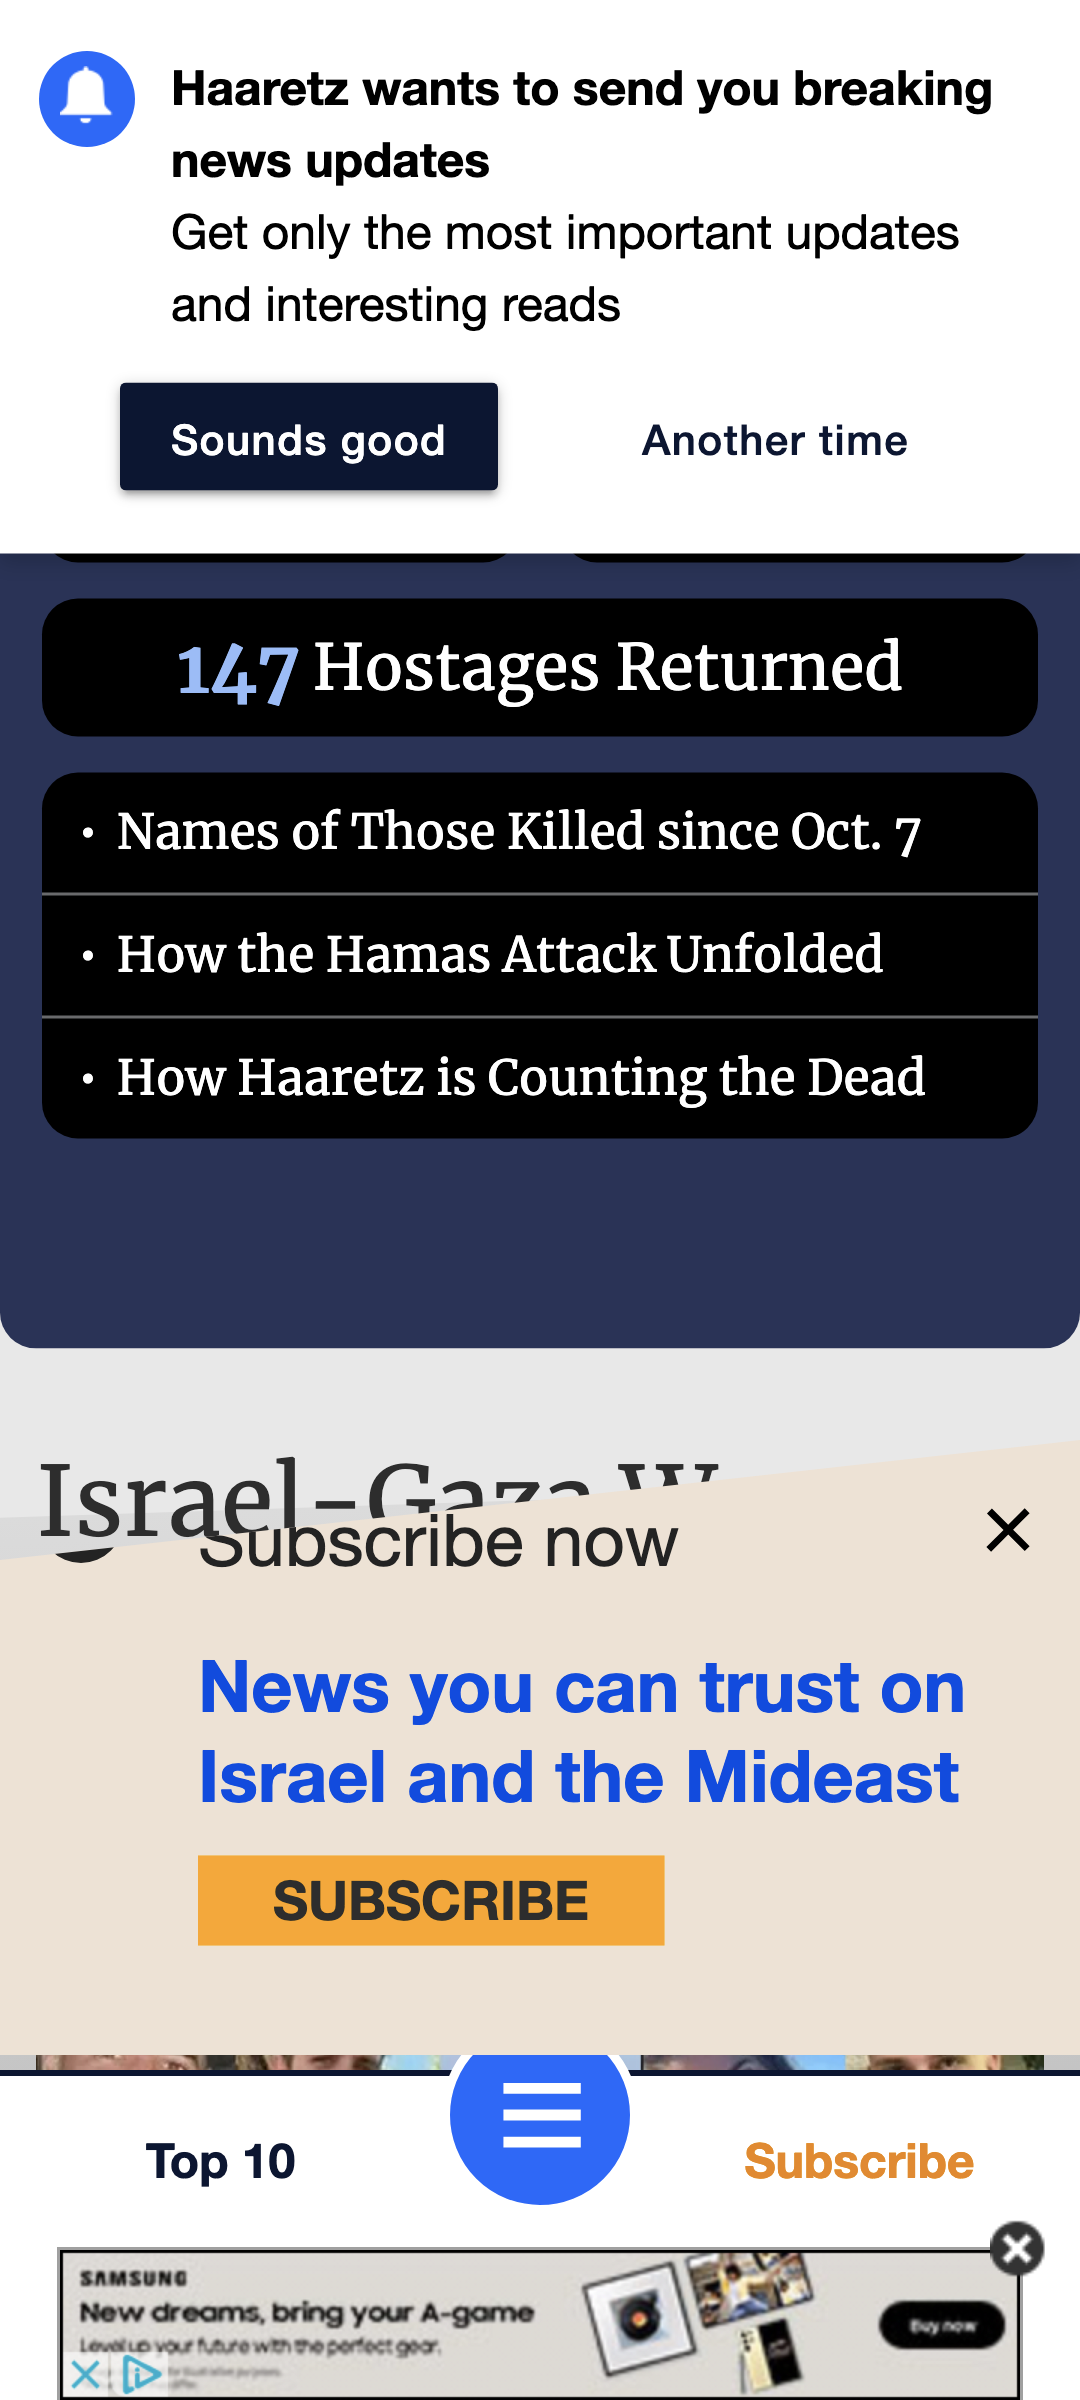 Haaretz wants to send you breaking
news updates
Get only the most important updates
and interesting reads
Sounds good
Another time
147 Hostages Returned
• Names of Those Killed since Oct. 7
• How the Hamas Attack Unfolded
• How Haaretz is Counting the Dead
Israel-Gaza W
Subscribe now
News you can trust on
Israel and the Mideast
SUBSCRIBE
Top 10
Subscribe
SAMSUNG
New dreams, bring your A-game
Level up your future with the perfect gear.
Buy now